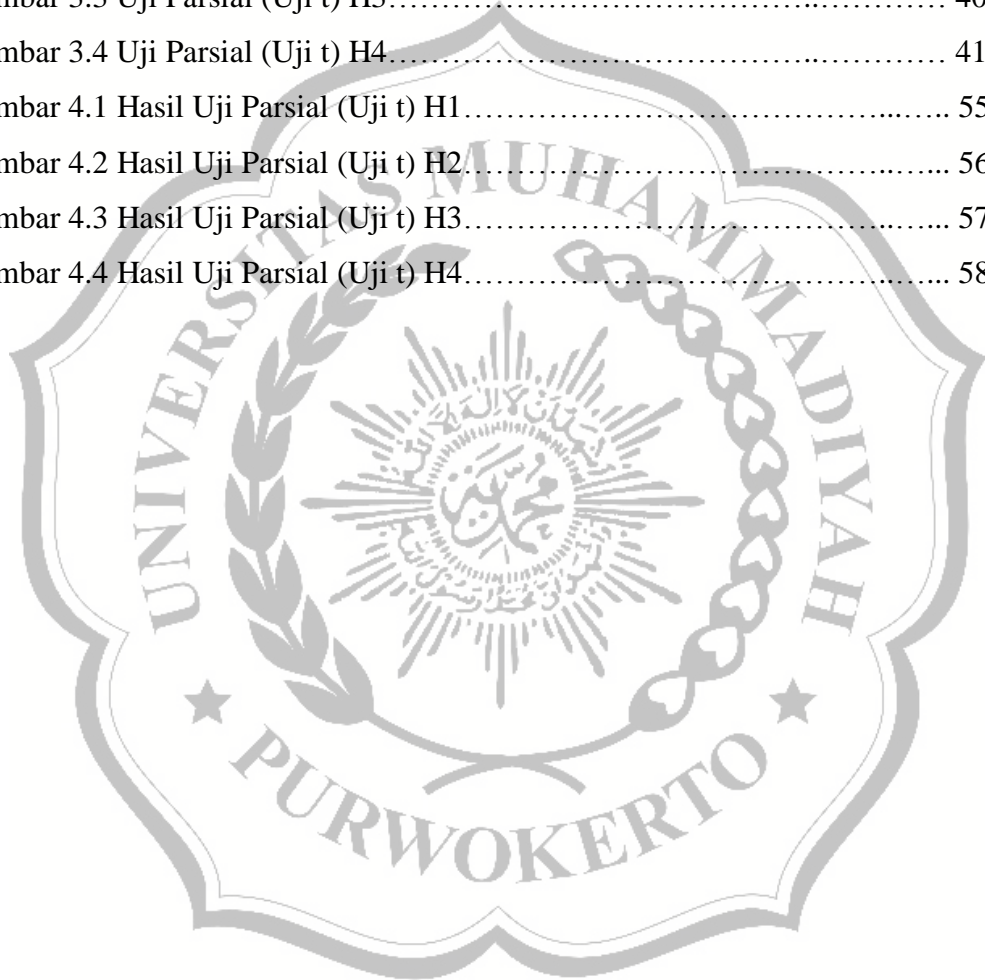 mbar 3.3 Uji Parsial (Uji t) H3……………………………………..………… 40
mbar 3.4 Uji Parsial (Uji t) H4……………………………………..………… 41
mbar 4.1 Hasil Uji Parsial (Uji t) H1……………………………………...….. 55
mbar 4.2 Hasil Uji Parsial (Uji t) H2……………………………………..…... 56
mbar 4.3 Hasil Uji Parsial (Uji t) H3……………………………………..…... 57
mbar 4.4 Hasil Uji Parsial (Uji t) H4……………………………………..…... 58
UNIVERSITAS MUHAMMADIYAH
PURWOKERTO